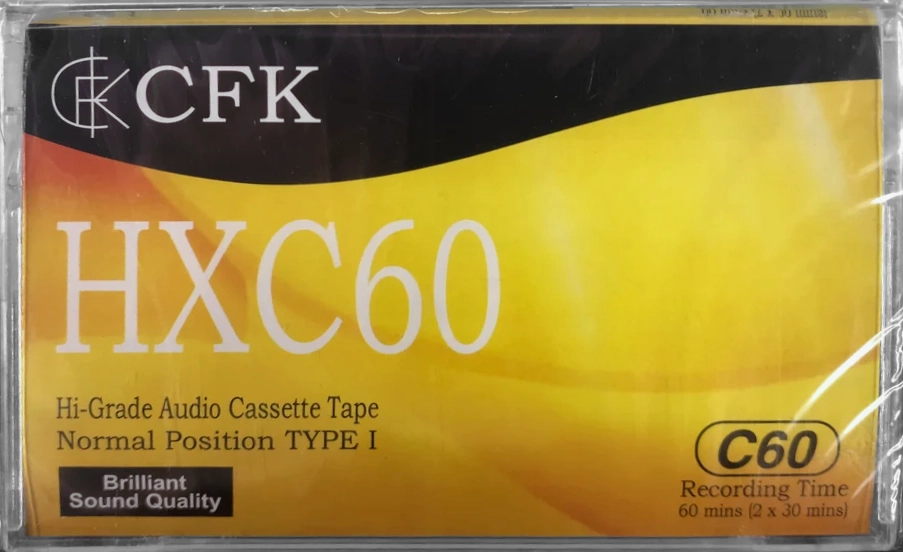 CFK
HXC60
Hi-Grade Audio Cassette Tape
Normal Position TYPE I
Brilliant
Sound Quality
C60
Recording Time
60 mins (2 x 30 mins)